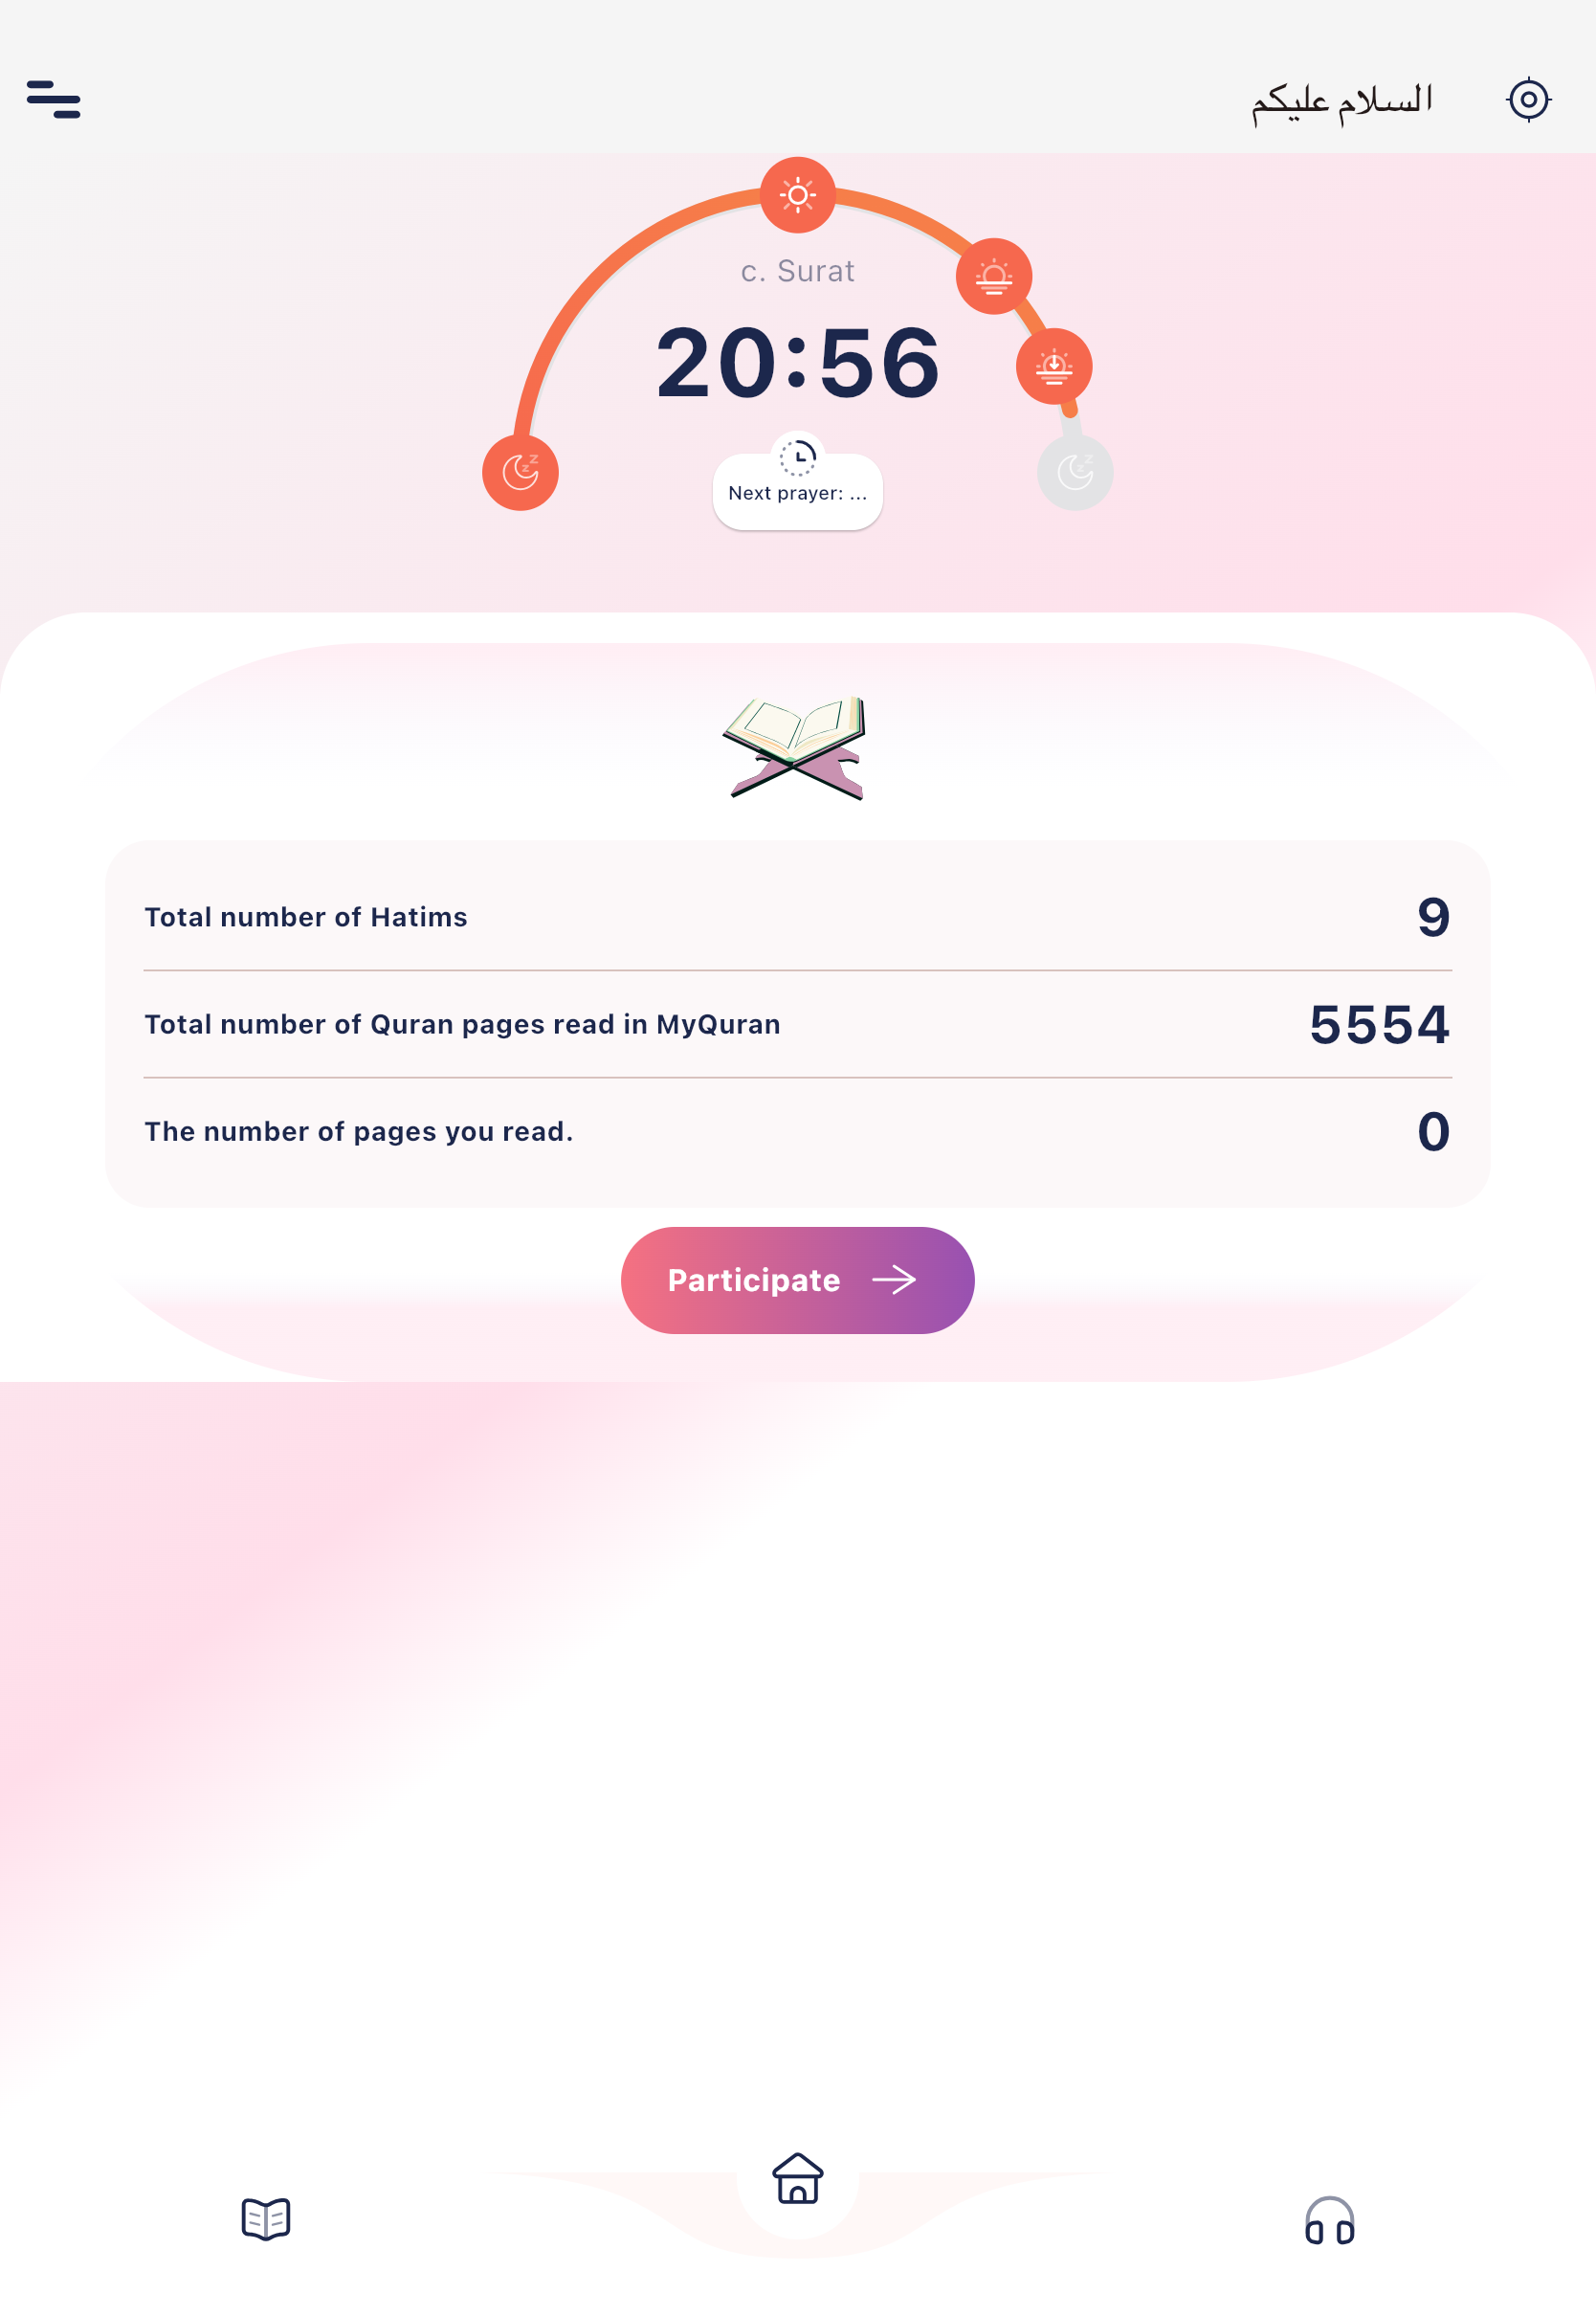 السلام عليكم
c. Surat
20:56
Next prayer: ...
Total number of Hatims 9
Total number of Quran pages read in MyQuran 5554
The number of pages you read. 0
Participate